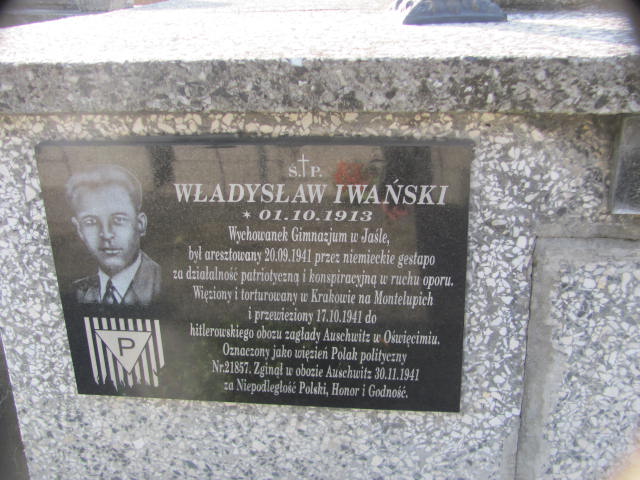 Ś.†P.
WŁADYSŁAW IWAŃSKI
* 01.10.1913
Wychowanek Gimnazjum w Jaśle,
był aresztowany 20.09.1941 przez niemieckie gestapo
za działalność patriotyczną i konspiracyjną w ruchu oporu.
Więziony i torturowany w Krakowie na Montelupich
i przewieziony 17.10.1941 do
hitlerowskiego obozu zagłady Auschwitz w Oświęcimiu.
Oznaczony jako więzień Polak polityczny
Nr.21857. Zginął w obozie Auschwitz 30.11.1941
za Niepodległość Polski, Honor i Godność.
P